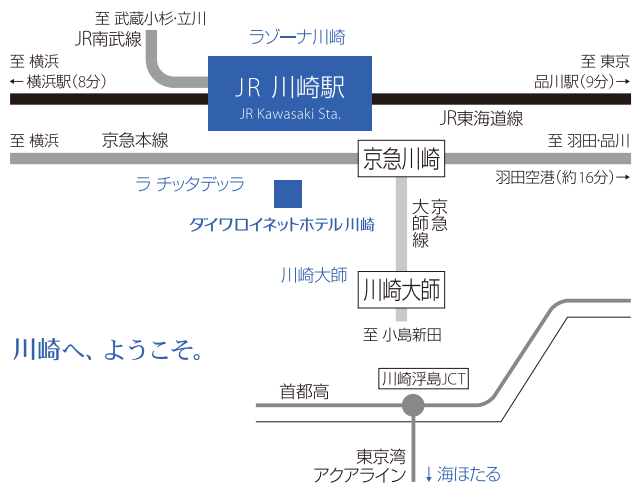 至 武蔵小杉･立川
JR南武線
ラゾーナ川崎
至 横浜
←横浜駅(8分)
JR 川崎駅
JR Kawasaki Sta.
至 東京
品川駅(9分)→
JR東海道線
至 横浜
京急本線
京急川崎
至 羽田･品川
羽田空港(約16分)→
ラ チッタデッラ
ダイワロイネットホテル川崎
京急
大師線
川崎大師
川崎大師
至 小島新田
川崎へ、ようこそ。
川崎浮島JCT
首都高
東京湾
アクアライン
↓海ほたる